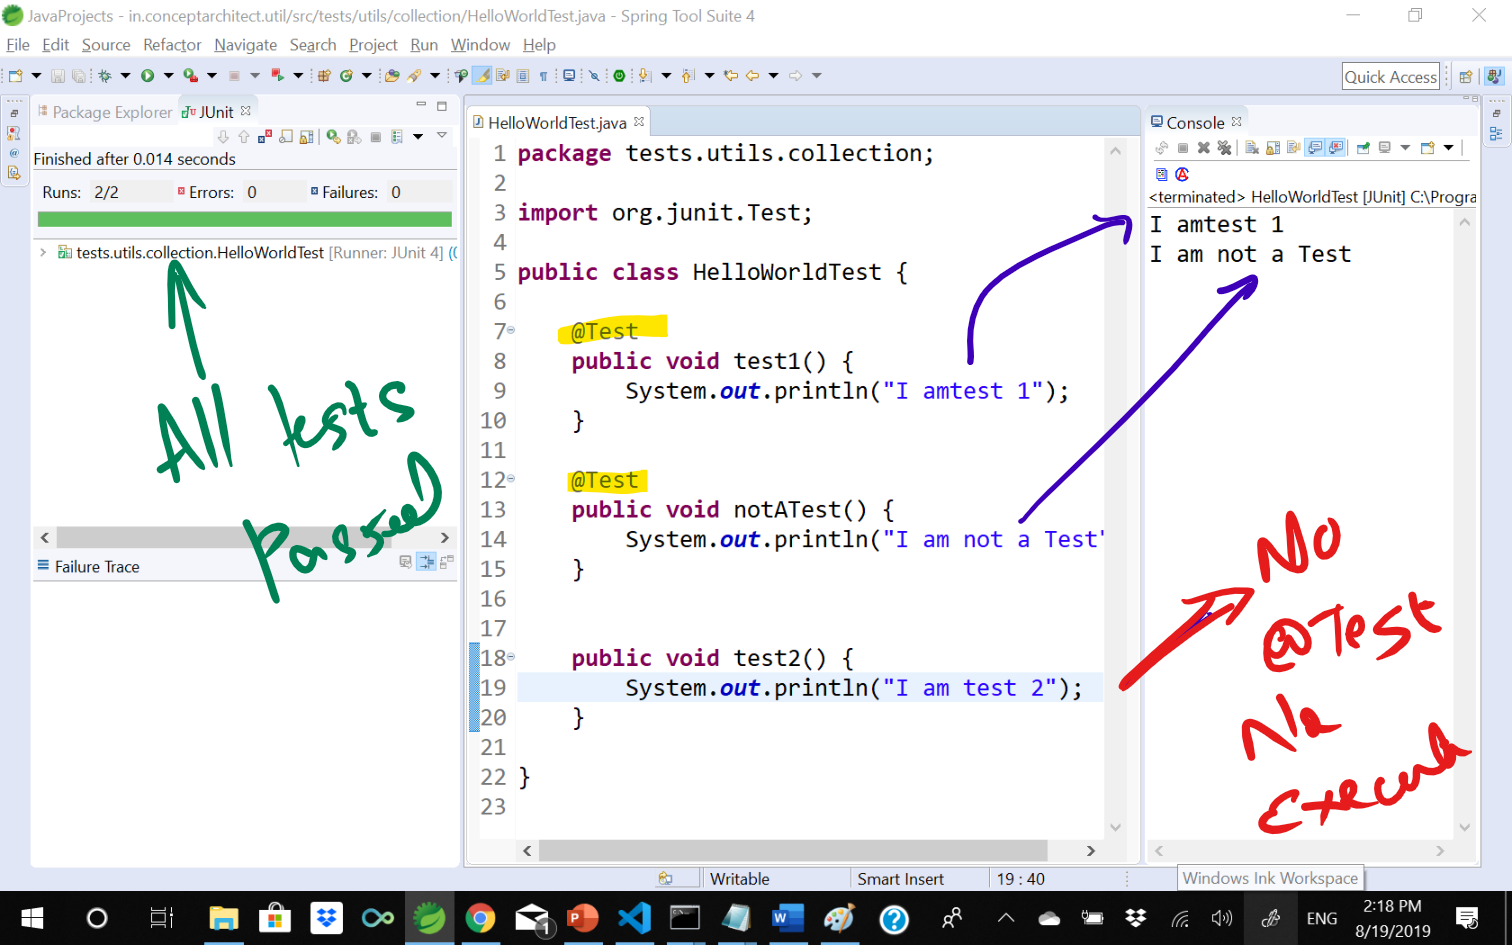 JavaProjects - in.conceptarchitect.util/src/tests/utils/collection/HelloWorldTest.java - Spring Tool Suite 4
File Edit Source Refactor Navigate Search Project Run Window Help
Quick Access
Package Explorer JUnit
Finished after 0.014 seconds
Runs: 2/2 Errors: 0 Failures: 0
tests.utils.collection.HelloWorldTest [Runner: JUnit 4] (0
All tests
passed
Failure Trace
HelloWorldTest.java
1 package tests.utils.collection;
2
3 import org.junit.Test;
4
5 public class HelloWorldTest {
6
7 @Test
8 public void test1() {
9 System.out.println("I amtest 1");
10 }
11
12 @Test
13 public void notATest() {
14 System.out.println("I am not a Test"
15 }
16
17
18 public void test2() {
19 System.out.println("I am test 2");
20 }
21
22 }
23
Console
<terminated> HelloWorldTest [JUnit] C:\Progra
I amtest 1
I am not a Test
No
@Test
No
Writable Smart Insert 19 : 40
Windows Ink Workspace
1
ENG
2:18 PM
8/19/2019